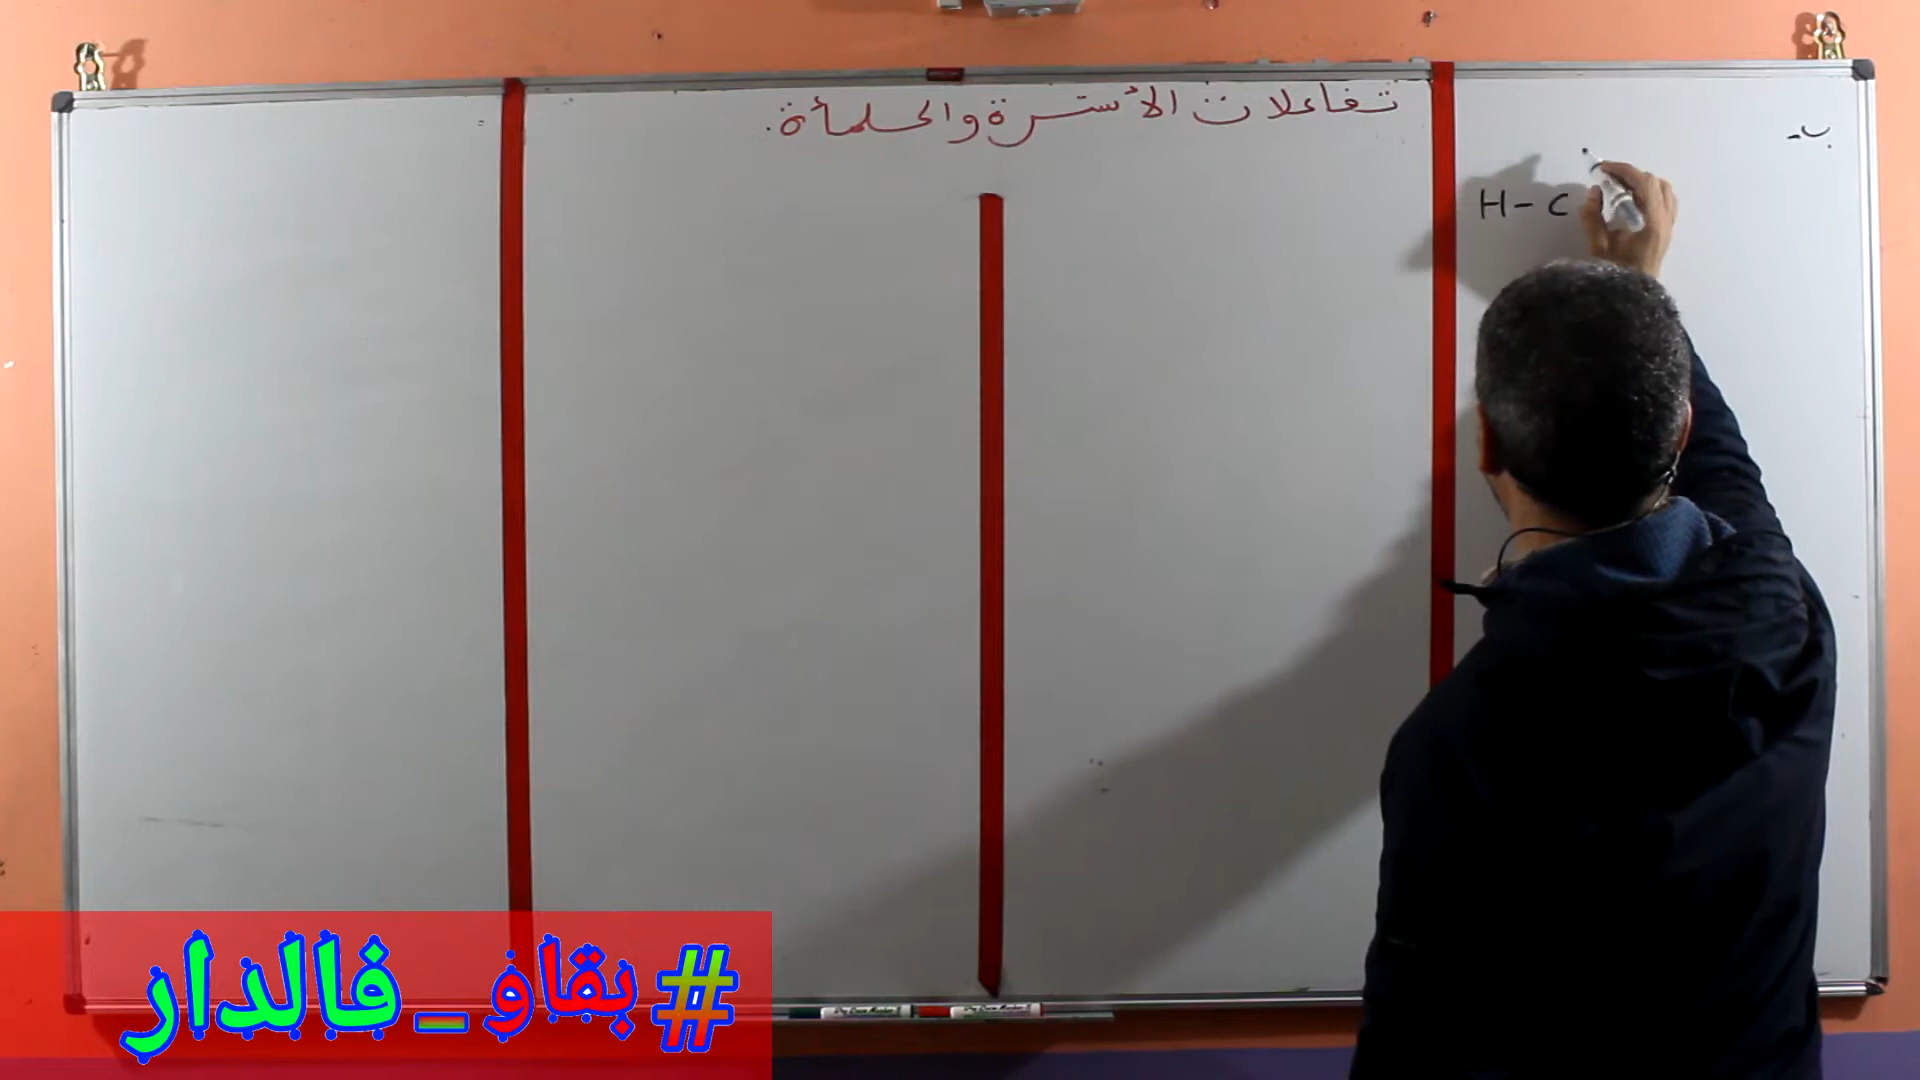 تفاعلات الأسترة والحلمأة.
ب-
H-C
#بقاو_فالدار